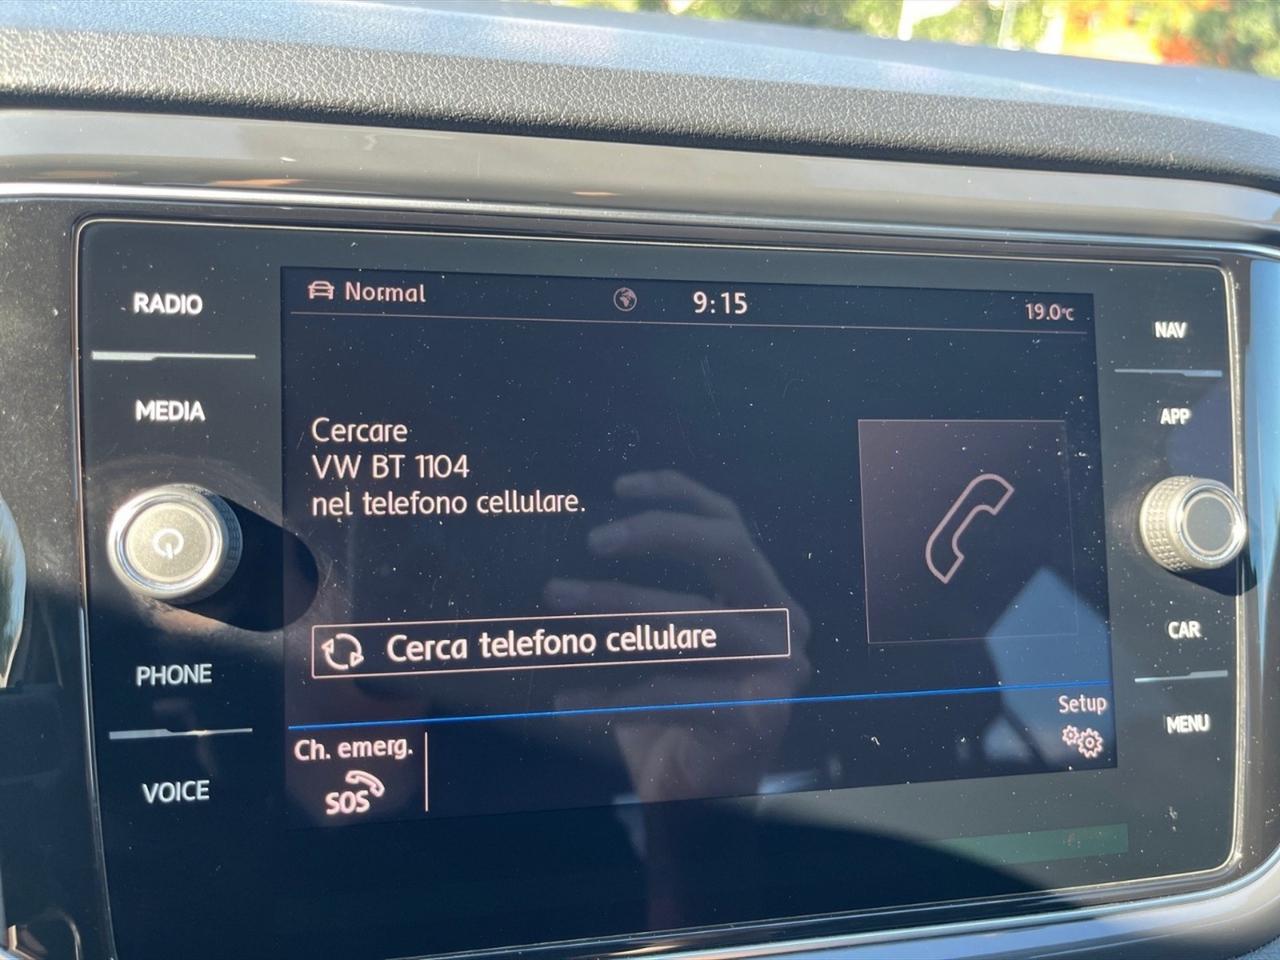 RADIO
MEDIA
PHONE
VOICE
Normal
9:15
19.0°C
Cercare
VW BT 1104
nel telefono cellulare.
Cerca telefono cellulare
Setup
Ch. emerg.
SOS
NAV
APP
CAR
MENU